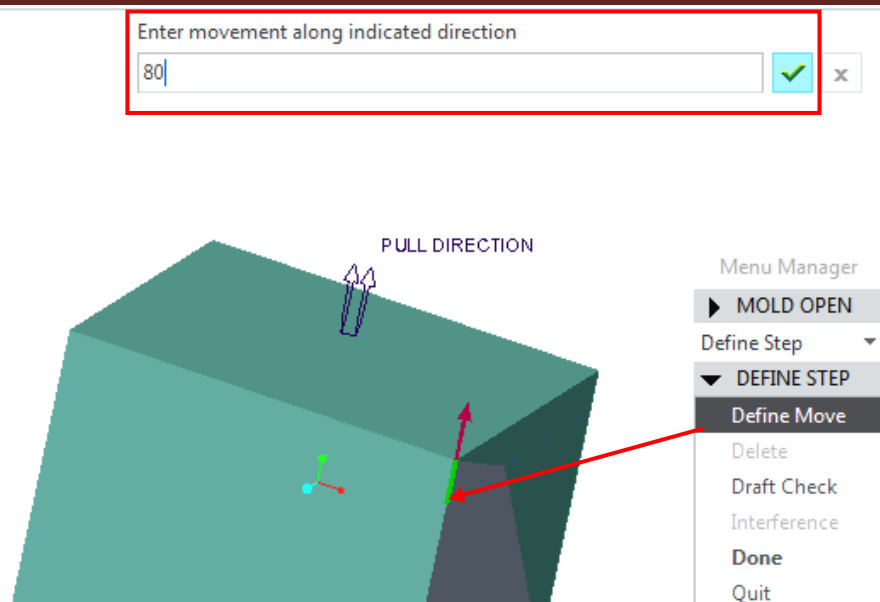 Enter movement along indicated direction
80
x
PULL DIRECTION
Menu Manager
MOLD OPEN
Define Step
DEFINE STEP
Define Move
Delete
Draft Check
Interference
Done
Quit